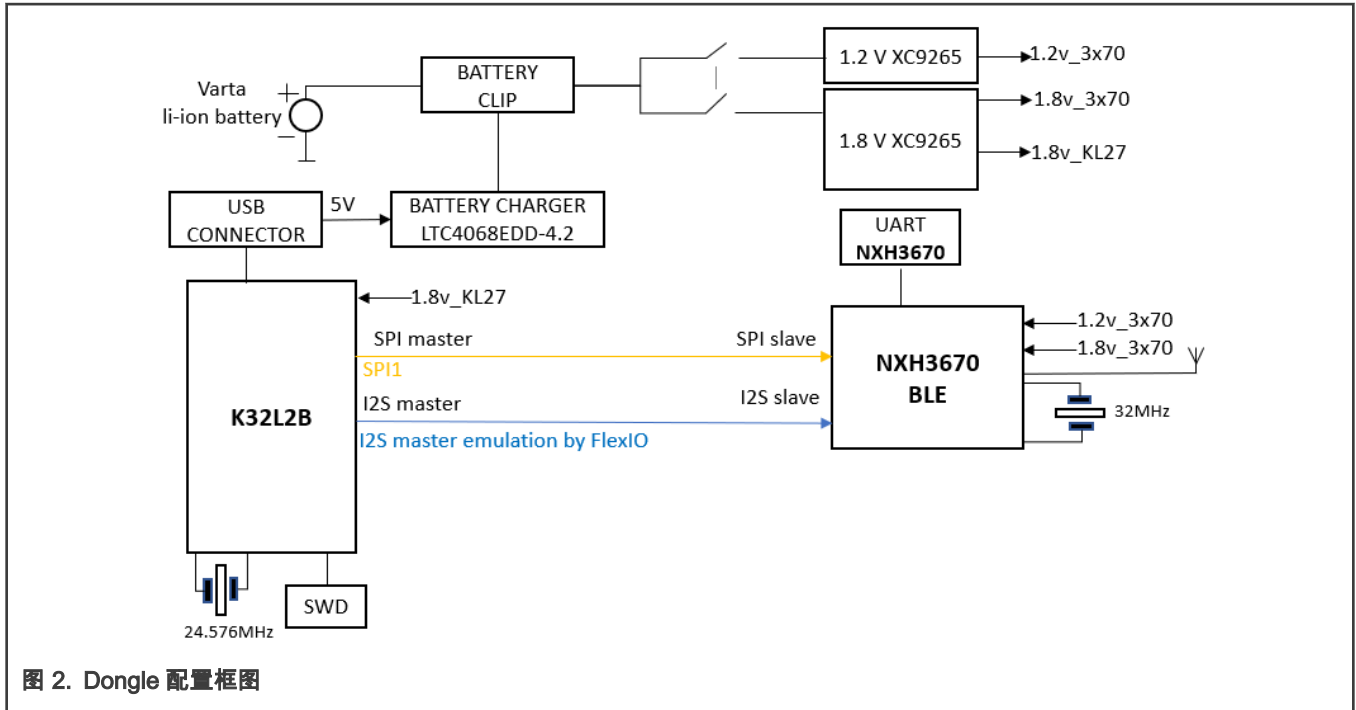 Varta
li-ion battery
+
−
BATTERY
CLIP
1.2 V XC9265
1.2v_3x70
1.8 V XC9265
1.8v_3x70
1.8v_KL27
USB
CONNECTOR
5V
BATTERY CHARGER
LTC4068EDD-4.2
UART
NXH3670
K32L2B
1.8v_KL27
SPI master
SPI slave
SPI1
I2S master
I2S slave
I2S master emulation by FlexIO
NXH3670
BLE
1.2v_3x70
1.8v_3x70
32MHz
24.576MHz
SWD
图 2. Dongle 配置框图